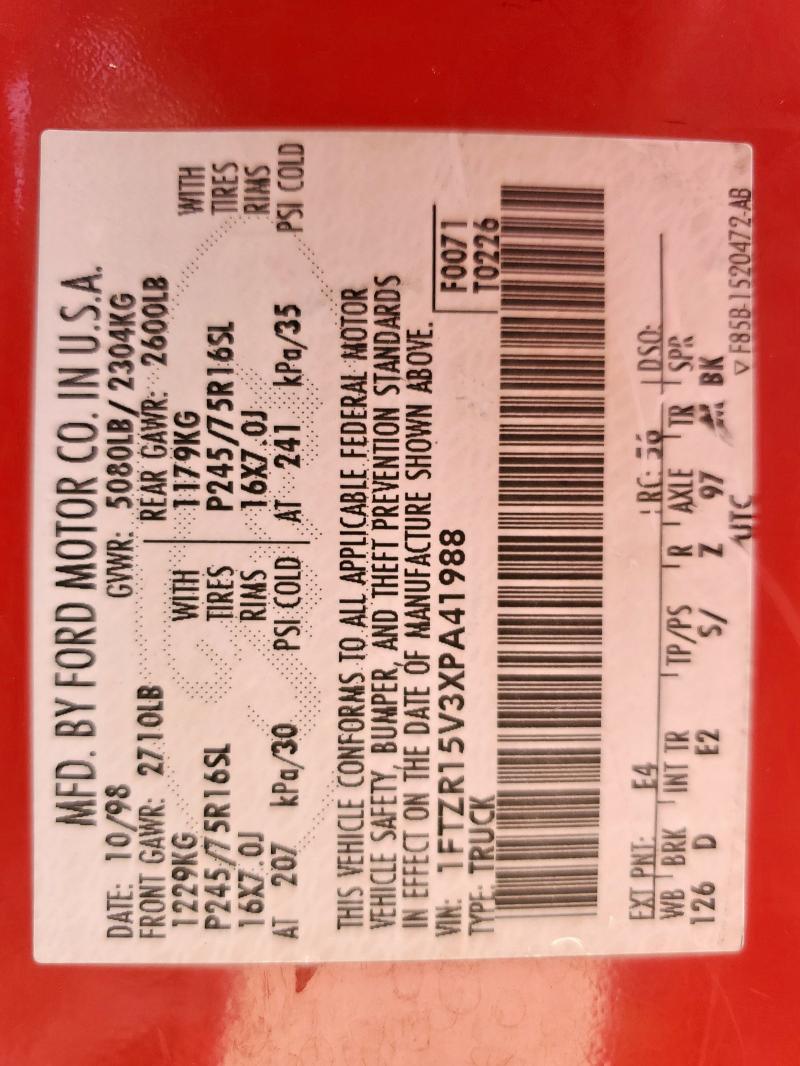 MFD. BY FORD MOTOR CO. IN U.S.A.
DATE: 10/98 GVWR: 5080LB/ 2304KG
FRONT GAWR: 2710LB REAR GAWR: 2600LB
1229KG WITH 1179KG WITH
P245/75R16SL TIRES P245/75R16SL TIRES
16X7.0J RIMS 16X7.0J RIMS
AT 207 kPa/30 PSI COLD AT 241 kPa/35 PSI COLD
THIS VEHICLE CONFORMS TO ALL APPLICABLE FEDERAL MOTOR
VEHICLE SAFETY, BUMPER, AND THEFT PREVENTION STANDARDS
IN EFFECT ON THE DATE OF MANUFACTURE SHOWN ABOVE.
VIN: 1FTZR15V3XPA41988 F0071
TYPE: TRUCK T0226
EXT PNT: E4 RC: 56 DSO:
WB BRK INT TR TP/PS R AXLE TR SPR
126 D E2 S/ Z 97 BK
UTC ▽ F85B-1520472-AB